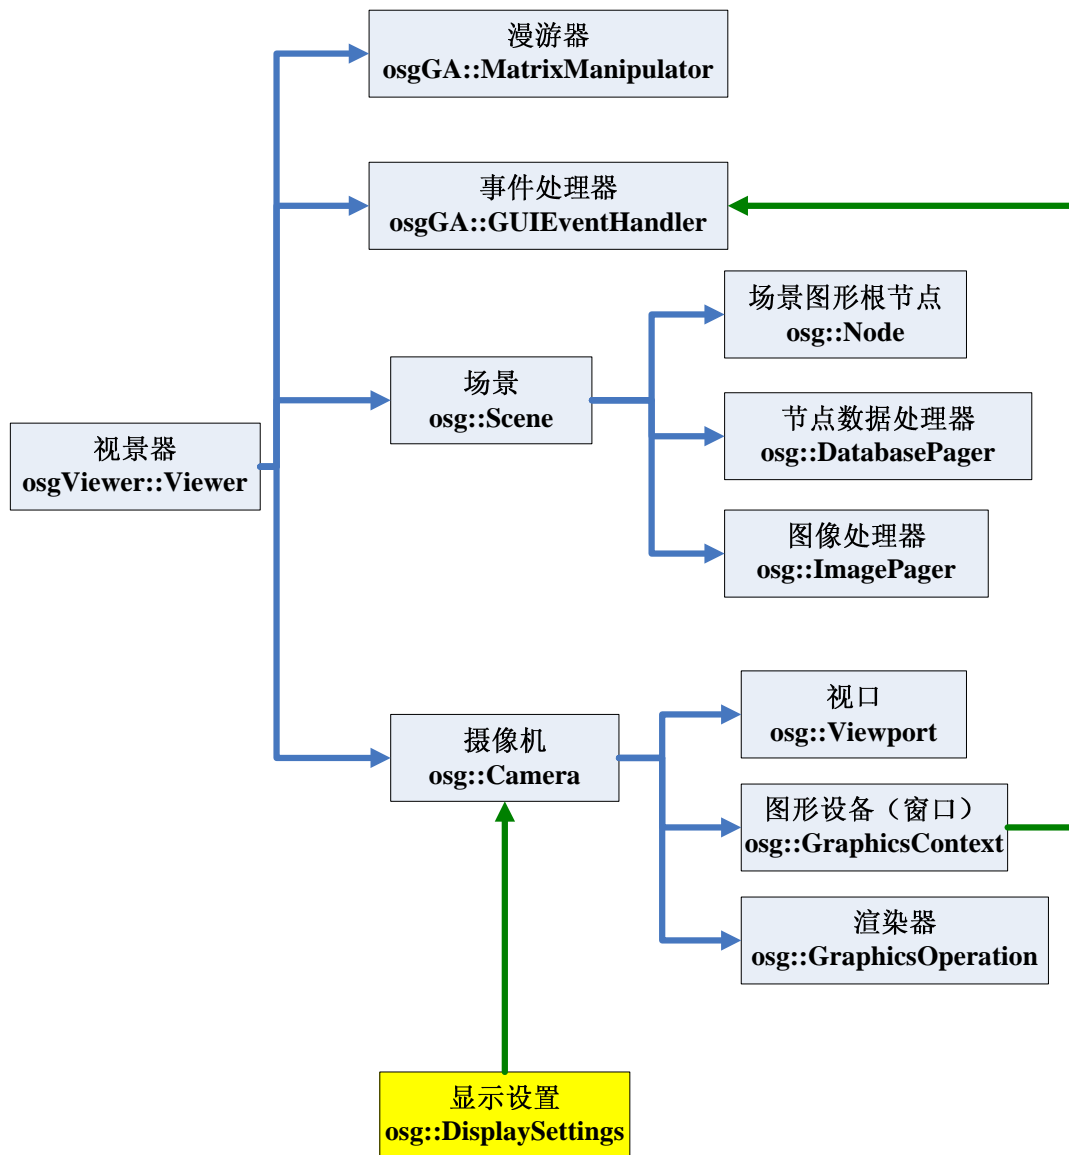 漫游器
osgGA::MatrixManipulator
事件处理器
osgGA::GUIEventHandler
场景图形根节点
osg::Node
场景
osg::Scene
节点数据处理器
osg::DatabasePager
视景器
osgViewer::Viewer
图像处理器
osg::ImagePager
视口
osg::Viewport
摄像机
osg::Camera
图形设备（窗口）
osg::GraphicsContext
渲染器
osg::GraphicsOperation
显示设置
osg::DisplaySettings